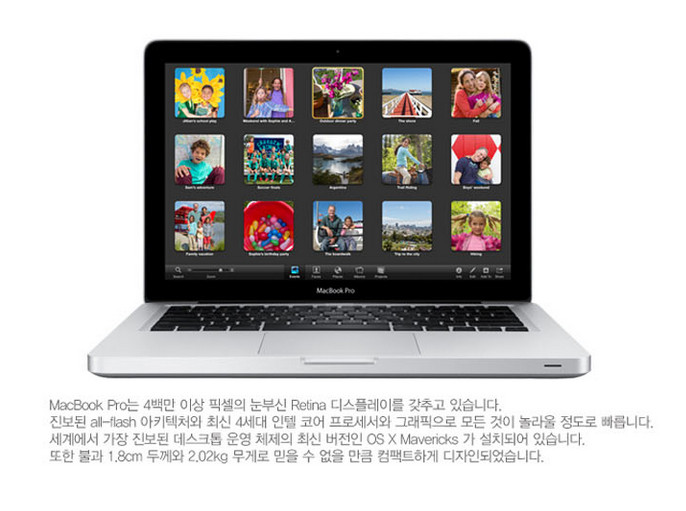 Jillian's school play
Weekend with Sophie and A...
Outdoor dinner party
The shore
Fall
Sam's adventure
Soccer finals
Argentina
Trail Riding
Boys' weekend
Family vacation
Sophie's birthday party
The boardwalk
Trip to the city
Hiking
Search
Zoom
Events
Faces
Places
Albums
Projects
Info
Edit
Add To
Share
MacBook Pro
MacBook Pro는 4백만 이상 픽셀의 눈부신 Retina 디스플레이를 갖추고 있습니다.
진보된 all-flash 아키텍처와 최신 4세대 인텔 코어 프로세서와 그래픽으로 모든 것이 놀라울 정도로 빠릅니다.
세계에서 가장 진보된 데스크톱 운영 체제의 최신 버전인 OS X Mavericks 가 설치되어 있습니다.
또한 불과 1.8cm 두께와 2.02kg 무게로 믿을 수 없을 만큼 컴팩트하게 디자인되었습니다.